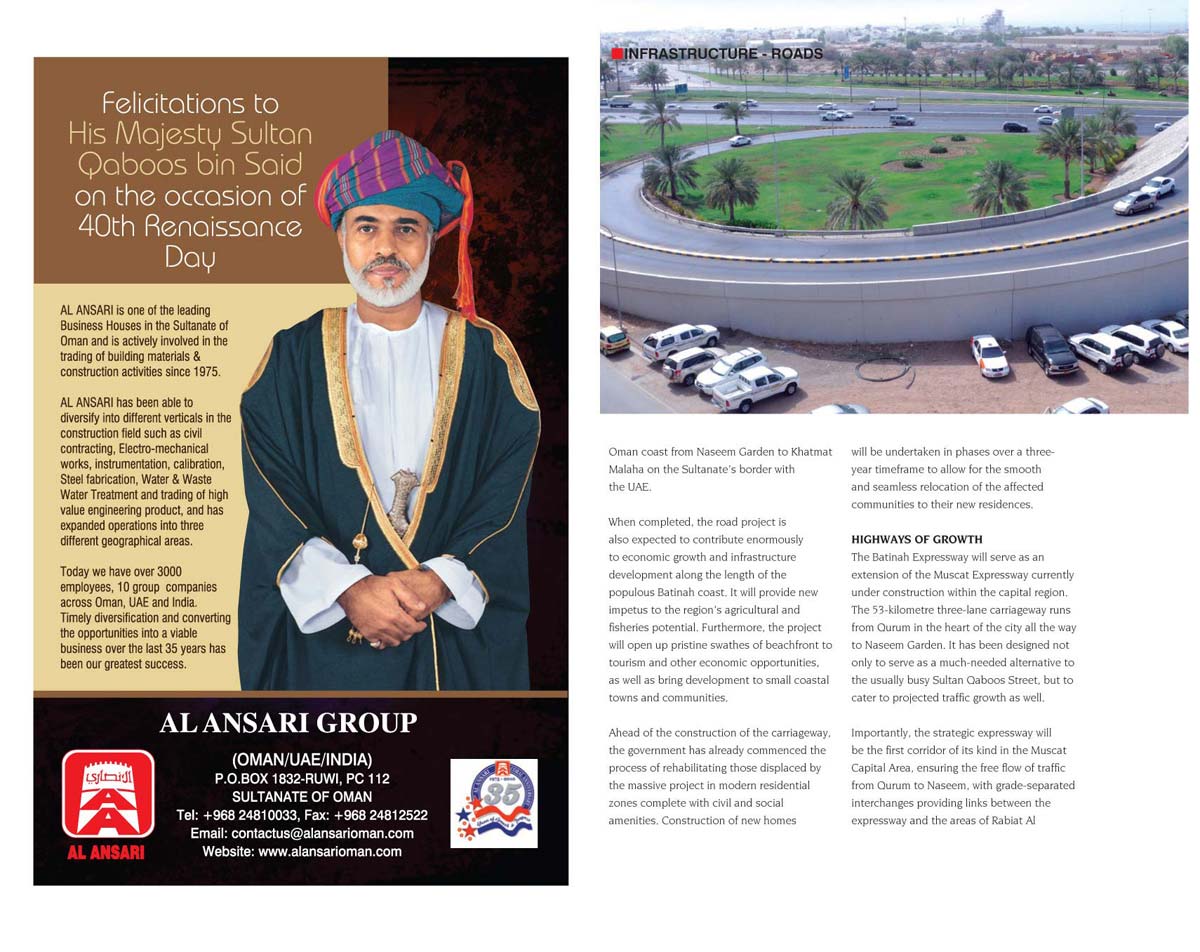 Felicitations to
His Majesty Sultan
Qaboos bin Said
on the occasion of
40th Renaissance
Day
AL ANSARI is one of the leading
Business Houses in the Sultanate of
Oman and is actively involved in the
trading of building materials &
construction activities since 1975.
AL ANSARI has been able to
diversify into different verticals in the
construction field such as civil
contracting, Electro-mechanical
works, instrumentation, calibration,
Steel fabrication, Water & Waste
Water Treatment and trading of high
value engineering product, and has
expanded operations into three
different geographical areas.
Today we have over 3000
employees, 10 group companies
across Oman, UAE and India.
Timely diversification and converting
the opportunities into a viable
business over the last 35 years has
been our greatest success.
AL ANSARI GROUP
(OMAN/UAE/INDIA)
P.O.BOX 1832-RUWI, PC 112
SULTANATE OF OMAN
Tel: +968 24810033, Fax: +968 24812522
Email: contactus@alansarioman.com
Website: www.alansarioman.com
الانصاري
AL ANSARI
35
INFRASTRUCTURE - ROADS
Oman coast from Naseem Garden to Khatmat
Malaha on the Sultanate's border with
the UAE.
When completed, the road project is
also expected to contribute enormously
to economic growth and infrastructure
development along the length of the
populous Batinah coast. It will provide new
impetus to the region's agricultural and
fisheries potential. Furthermore, the project
will open up pristine swathes of beachfront to
tourism and other economic opportunities,
as well as bring development to small coastal
towns and communities.
Ahead of the construction of the carriageway,
the government has already commenced the
process of rehabilitating those displaced by
the massive project in modern residential
zones complete with civil and social
amenities. Construction of new homes
will be undertaken in phases over a three-
year timeframe to allow for the smooth
and seamless relocation of the affected
communities to their new residences.
HIGHWAYS OF GROWTH
The Batinah Expressway will serve as an
extension of the Muscat Expressway currently
under construction within the capital region.
The 53-kilometre three-lane carriageway runs
from Qurum in the heart of the city all the way
to Naseem Garden. It has been designed not
only to serve as a much-needed alternative to
the usually busy Sultan Qaboos Street, but to
cater to projected traffic growth as well.
Importantly, the strategic expressway will
be the first corridor of its kind in the Muscat
Capital Area, ensuring the free flow of traffic
from Qurum to Naseem, with grade-separated
interchanges providing links between the
expressway and the areas of Rabiat Al